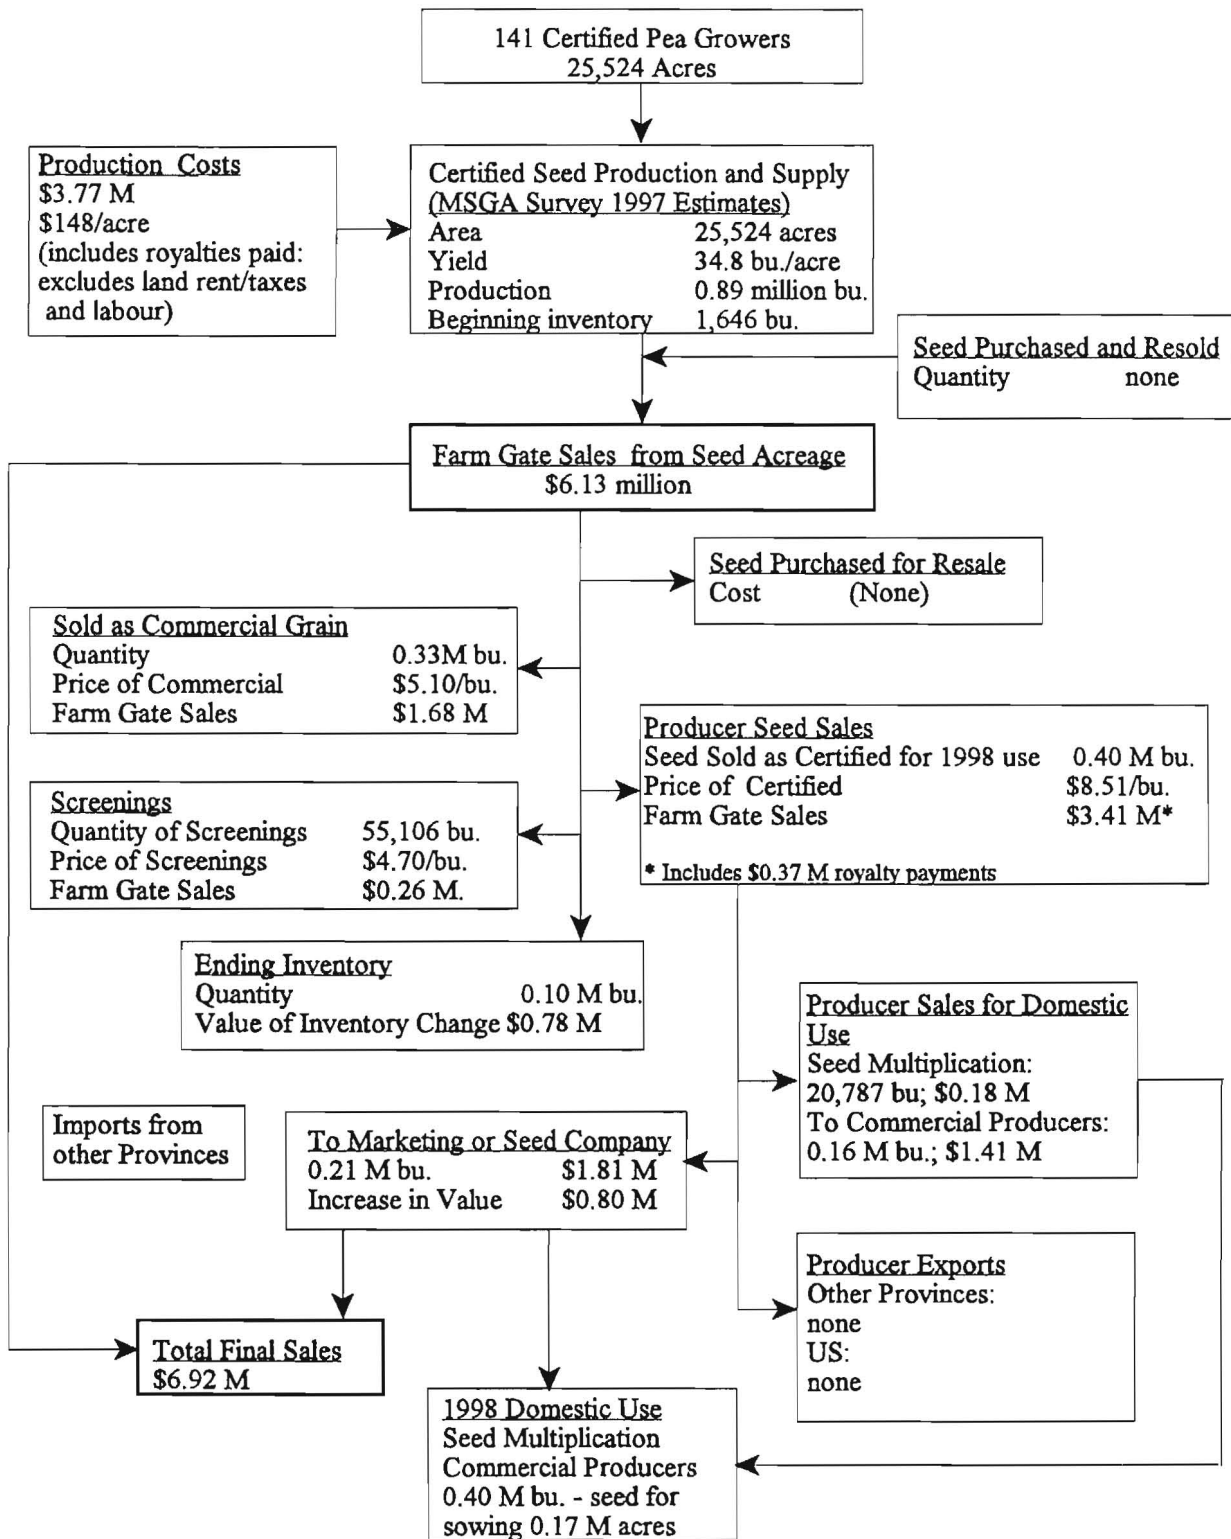 141 Certified Pea Growers
25,524 Acres
Production Costs
$3.77 M
$148/acre
(includes royalties paid:
excludes land rent/taxes
and labour)
Certified Seed Production and Supply
(MSGA Survey 1997 Estimates)
Area 25,524 acres
Yield 34.8 bu./acre
Production 0.89 million bu.
Beginning inventory 1,646 bu.
Seed Purchased and Resold
Quantity none
Farm Gate Sales from Seed Acreage
$6.13 million
Seed Purchased for Resale
Cost (None)
Sold as Commercial Grain
Quantity 0.33M bu.
Price of Commercial $5.10/bu.
Farm Gate Sales $1.68 M
Producer Seed Sales
Seed Sold as Certified for 1998 use 0.40 M bu.
Price of Certified $8.51/bu.
Farm Gate Sales $3.41 M*
* Includes $0.37 M royalty payments
Screenings
Quantity of Screenings 55,106 bu.
Price of Screenings $4.70/bu.
Farm Gate Sales $0.26 M.
Ending Inventory
Quantity 0.10 M bu.
Value of Inventory Change $0.78 M
Producer Sales for Domestic
Use
Seed Multiplication:
20,787 bu; $0.18 M
To Commercial Producers:
0.16 M bu.; $1.41 M
Imports from
other Provinces
To Marketing or Seed Company
0.21 M bu. $1.81 M
Increase in Value $0.80 M
Producer Exports
Other Provinces:
none
US:
none
Total Final Sales
$6.92 M
1998 Domestic Use
Seed Multiplication
Commercial Producers
0.40 M bu. - seed for
sowing 0.17 M acres